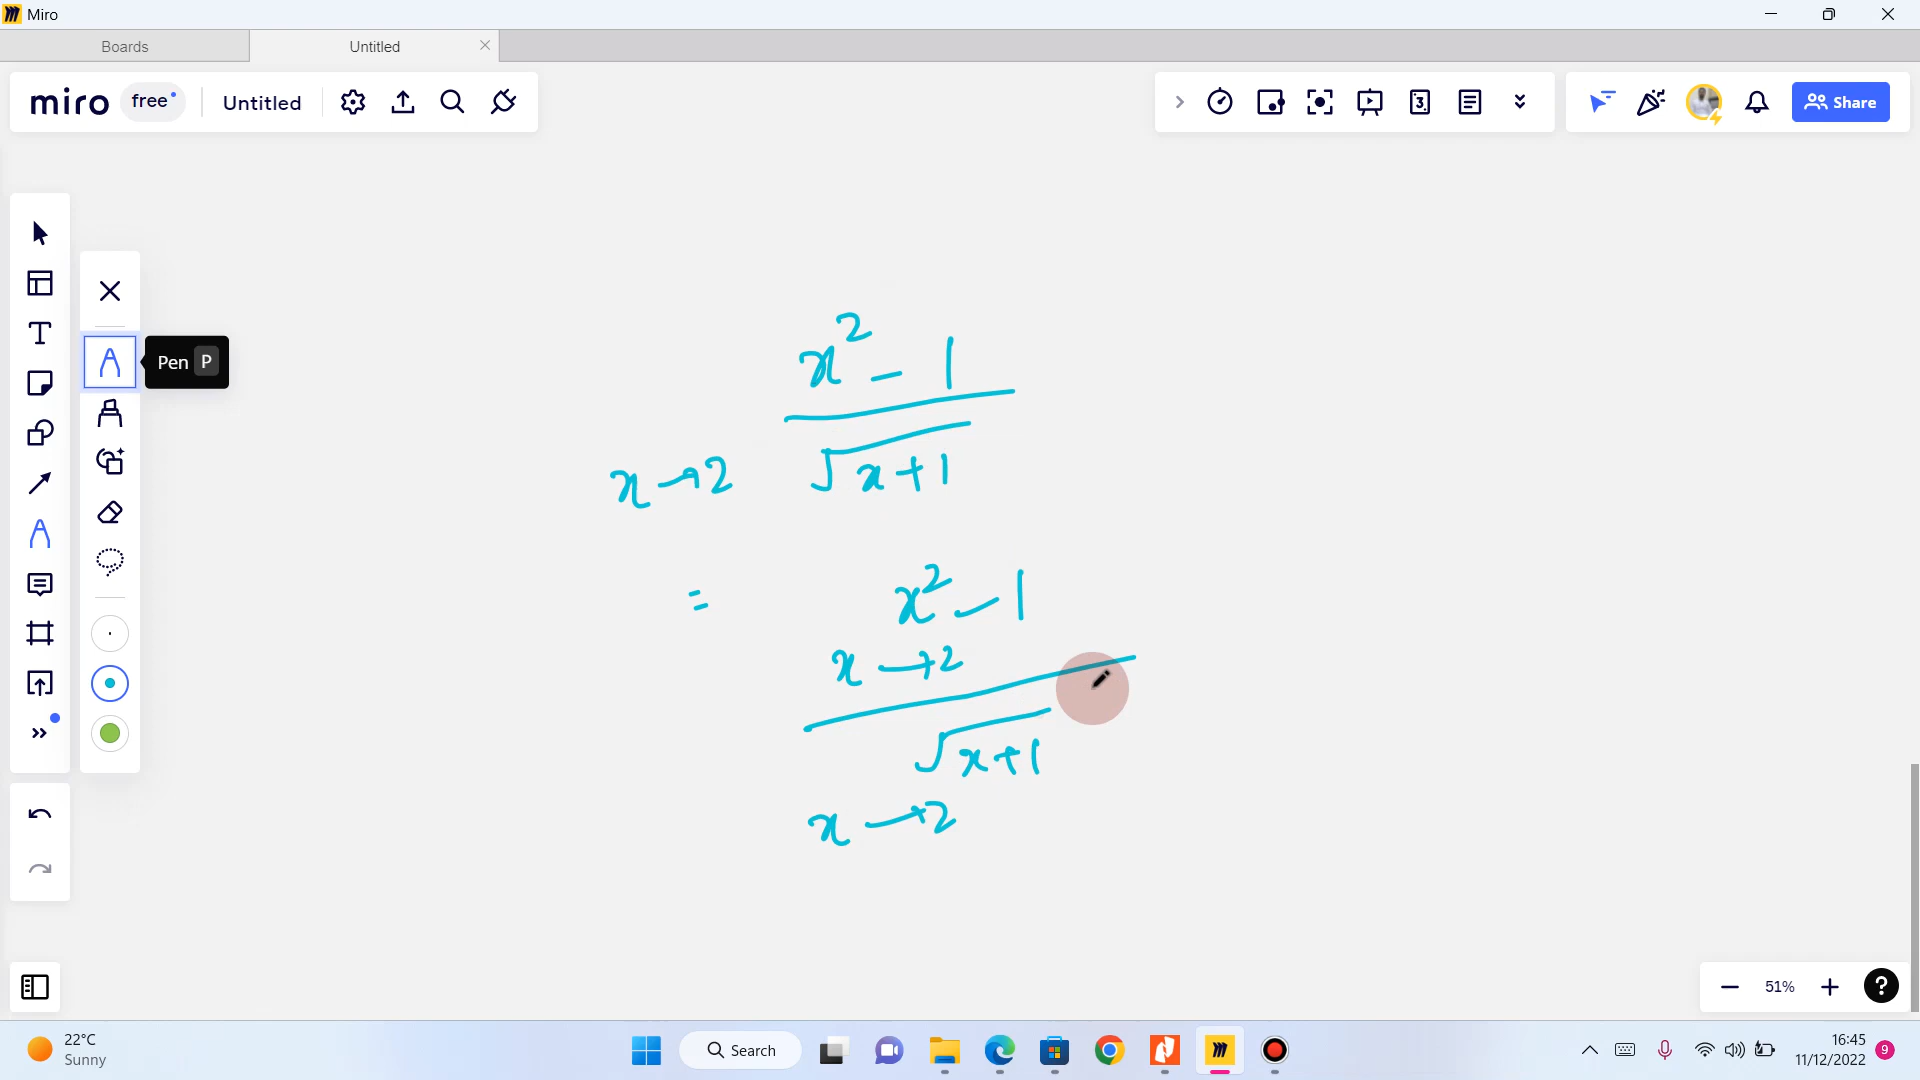 Miro
Boards
Untitled
miro free Untitled
3.
Share
Pen P
x² - 1
x→2 √x+1
= x² - 1
x→2
√x+1
x→2
51%
?
22°C
Sunny
Search
16:45
11/12/2022
9